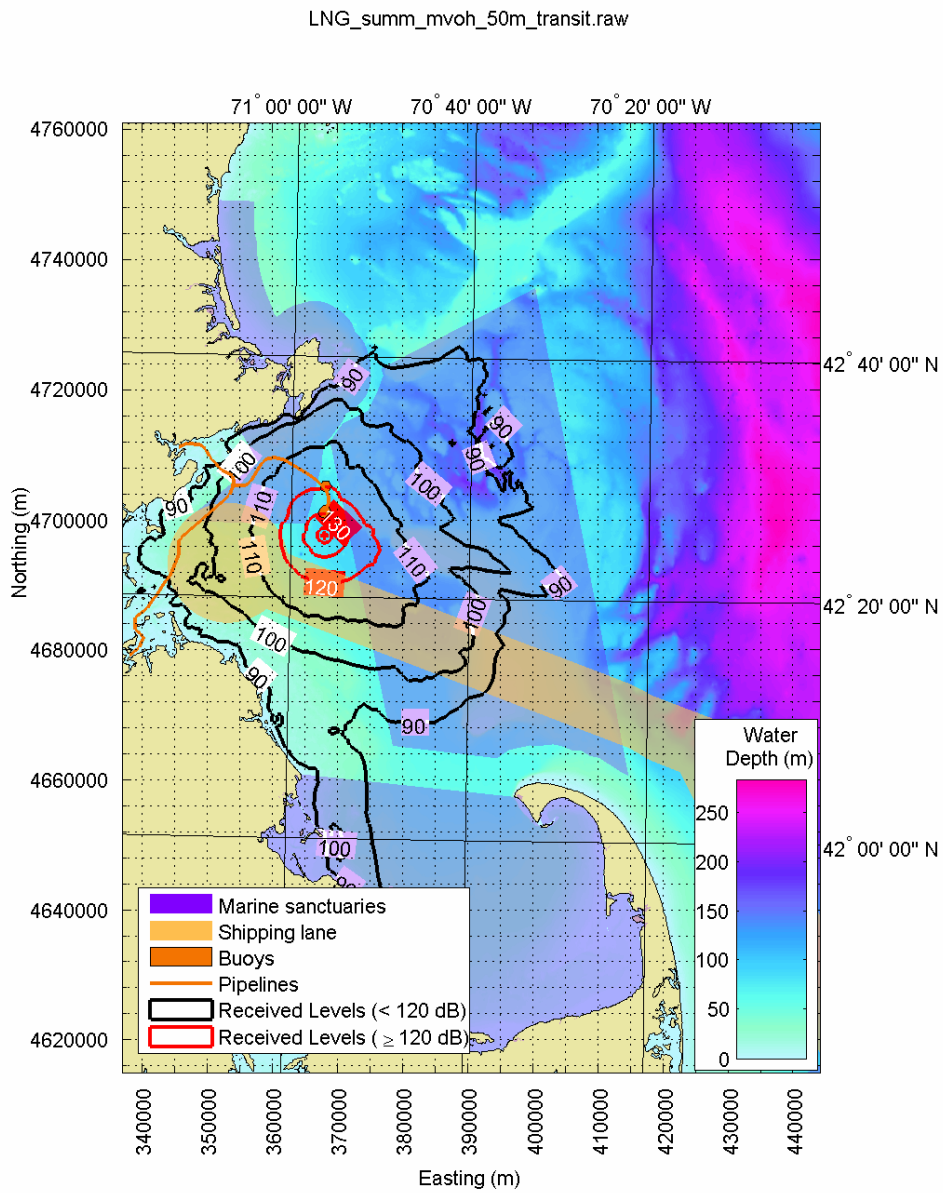 LNG_summ_mvoh_50m_transit.raw
71° 00' 00" W
70° 40' 00" W
70° 20' 00" W
4760000
4740000
4720000
4700000
4680000
4660000
4640000
4620000
Northing (m)
42° 40' 00" N
42° 20' 00" N
42° 00' 00" N
90
90
100
90
100
90
110
130
110
110
120
90
100
100
90
90
100
90
Water
Depth (m)
250
200
150
100
50
0
Marine sanctuaries
Shipping lane
Buoys
Pipelines
Received Levels (< 120 dB)
Received Levels ( ≥ 120 dB)
340000
350000
360000
370000
380000
390000
400000
410000
420000
430000
440000
Easting (m)